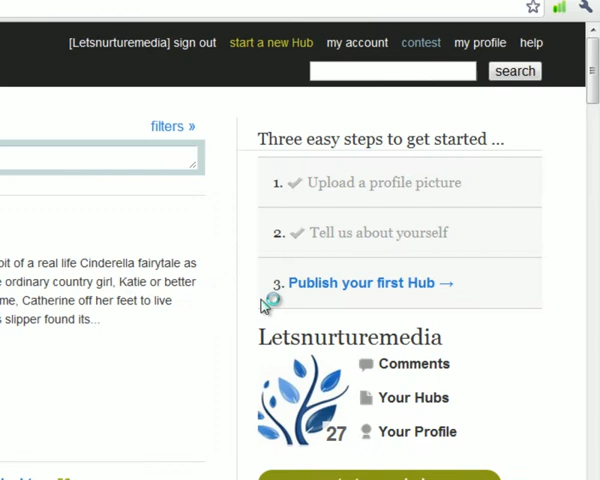 [Letsnurturemedia] sign out start a new Hub my account contest my profile help
search
filters »
Three easy steps to get started ...
1. Upload a profile picture
2. Tell us about yourself
bit of a real life Cinderella fairytale as
ordinary country girl, Katie or better
me, Catherine off her feet to live
slipper found its...
3. Publish your first Hub →
Letsnurturemedia
Comments
Your Hubs
27
Your Profile